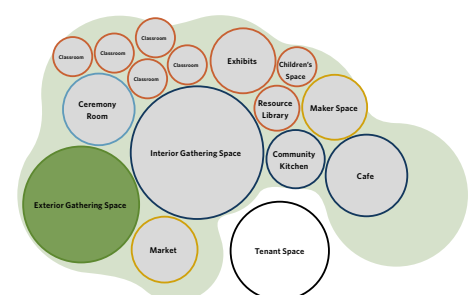 Classroom
Classroom
Classroom
Classroom
Classroom
Exhibits
Children's
Space
Ceremony
Room
Resource
Library
Maker Space
Interior Gathering Space
Community
Kitchen
Cafe
Exterior Gathering Space
Market
Tenant Space